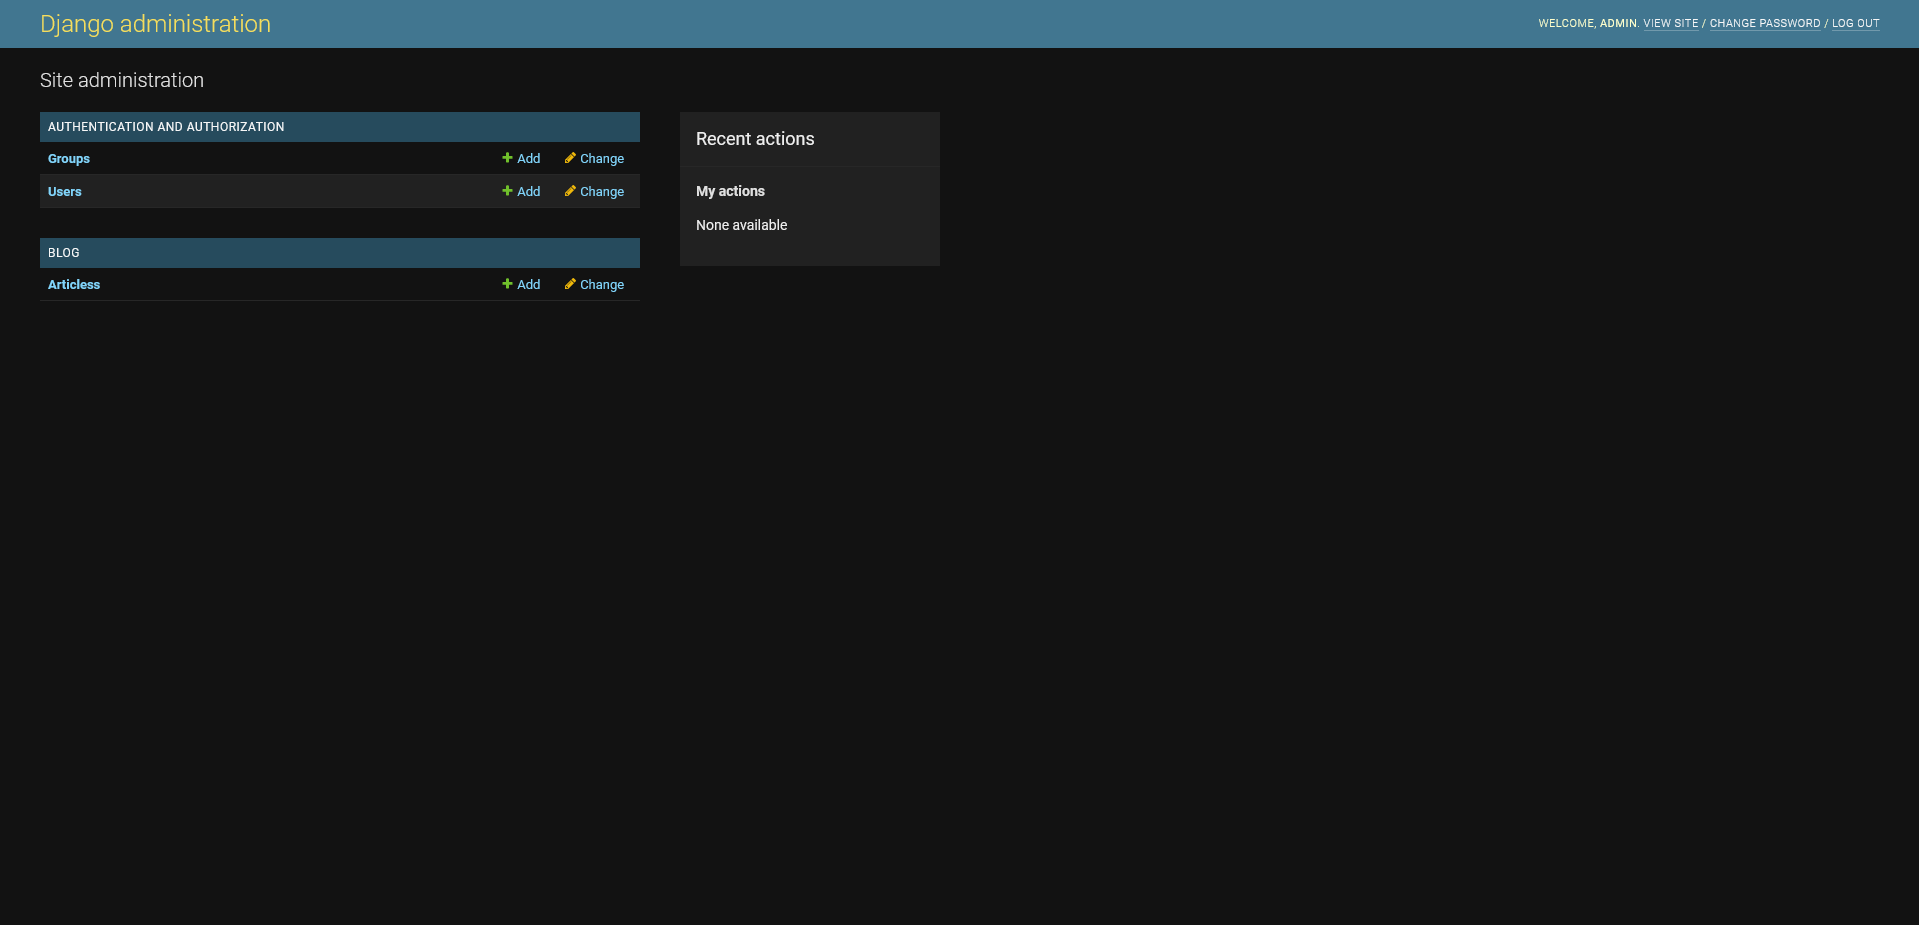 Django administration
WELCOME, ADMIN. VIEW SITE / CHANGE PASSWORD / LOG OUT
Site administration
AUTHENTICATION AND AUTHORIZATION
Groups Add Change
Users Add Change
BLOG
Articless Add Change
Recent actions
My actions
None available